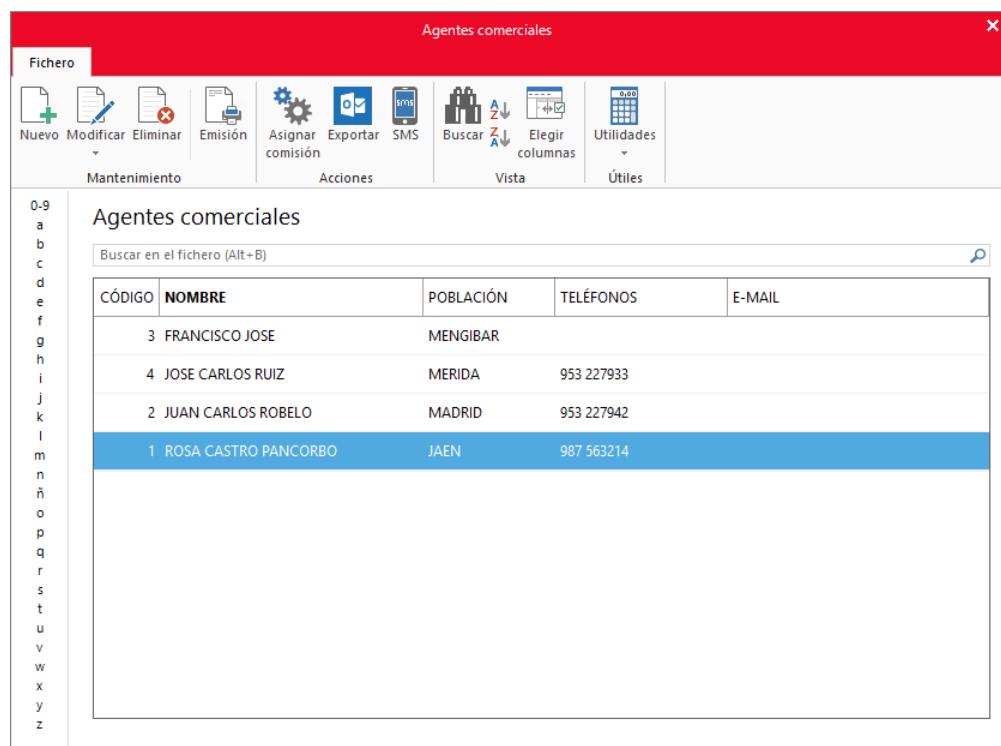 Agentes comerciales
Fichero
Nuevo Modificar Eliminar Emisión Asignar comisión Exportar SMS Buscar Elegir columnas Utilidades
Mantenimiento Acciones Vista Útiles
0-9
a
b
c
d
e
f
g
h
i
j
k
l
m
n
ñ
o
p
q
r
s
t
u
v
w
x
y
z
Agentes comerciales
Buscar en el fichero (Alt+B)
CÓDIGO NOMBRE POBLACIÓN TELÉFONOS E-MAIL
3 FRANCISCO JOSE MENGIBAR
4 JOSE CARLOS RUIZ MERIDA 953 227933
2 JUAN CARLOS ROBELO MADRID 953 227942
1 ROSA CASTRO PANCORBO JAEN 987 563214